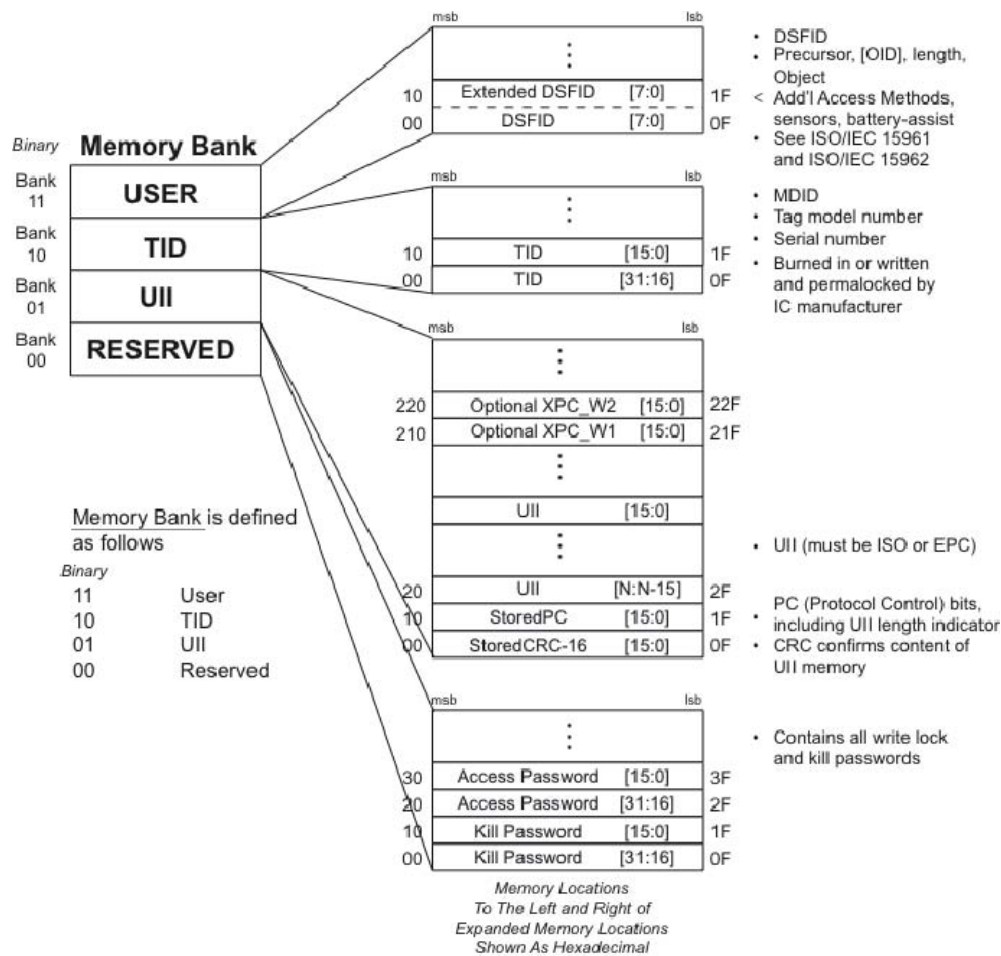 msb lsb
10 Extended DSFID [7:0] 1F
00 DSFID [7:0] 0F
• DSFID
• Precursor, [OID], length,
Object
< Add'l Access Methods,
sensors, battery-assist
• See ISO/IEC 15961
and ISO/IEC 15962
Binary Memory Bank
Bank
11 USER
Bank
10 TID
Bank
01 UII
Bank
00 RESERVED
msb lsb
10 TID [15:0] 1F
00 TID [31:16] 0F
• MDID
• Tag model number
• Serial number
• Burned in or written
and permalocked by
IC manufacturer
msb lsb
220 Optional XPC_W2 [15:0] 22F
210 Optional XPC_W1 [15:0] 21F
UII [15:0]
20 UII [N:N-15] 2F
10 StoredPC [15:0] 1F
00 StoredCRC-16 [15:0] 0F
• UII (must be ISO or EPC)
PC (Protocol Control) bits,
including UII length indicator
• CRC confirms content of
UII memory
Memory Bank is defined
as follows
Binary
11 User
10 TID
01 UII
00 Reserved
msb lsb
30 Access Password [15:0] 3F
20 Access Password [31:16] 2F
10 Kill Password [15:0] 1F
00 Kill Password [31:16] 0F
• Contains all write lock
and kill passwords
Memory Locations
To The Left and Right of
Expanded Memory Locations
Shown As Hexadecimal